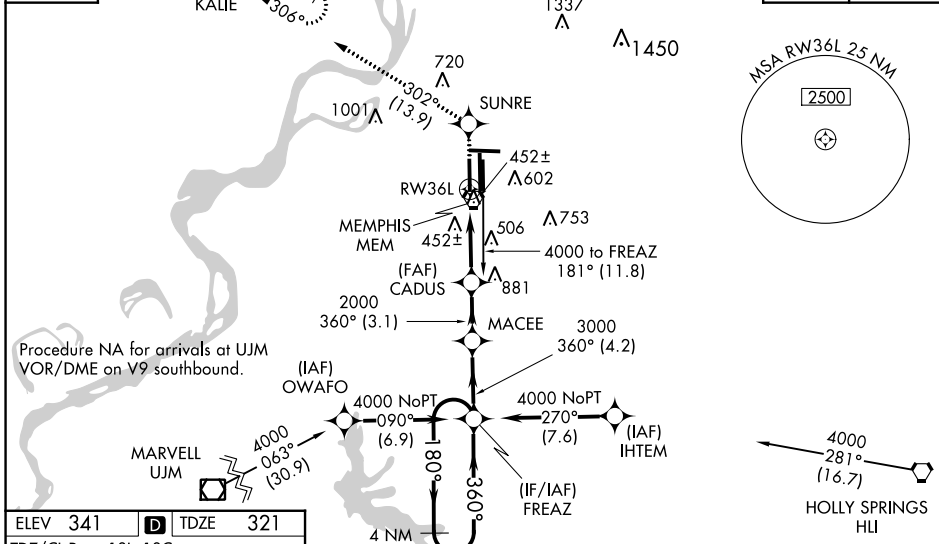 KALIE
306°
1337
1450
MSA RW36L 25 NM
2500
720
302°
(13.9)
1001
SUNRE
452±
602
RW36L
MEMPHIS
MEM
452±
506
753
4000 to FREAZ
181° (11.8)
(FAF)
CADUS
881
2000
360° (3.1)
MACEE
3000
360° (4.2)
Procedure NA for arrivals at UJM
VOR/DME on V9 southbound.
(IAF)
OWAFO
4000 NoPT
090°
(6.9)
4000 NoPT
270°
(7.6)
(IAF)
IHTEM
MARVELL
UJM
4000
063°
(30.9)
180°
360°
(IF/IAF)
FREAZ
4000
281°
(16.7)
HOLLY SPRINGS
HLI
4 NM
ELEV 341 D TDZE 321